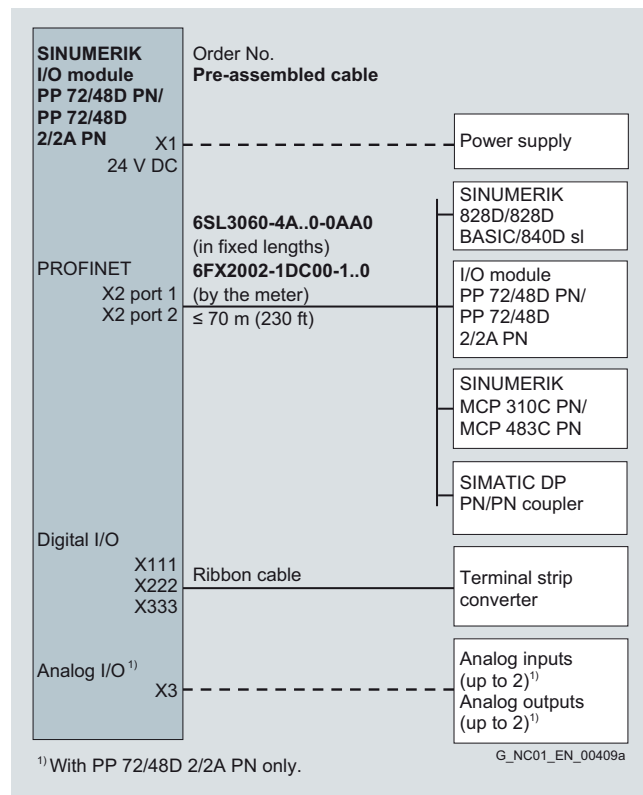 SINUMERIK
I/O module
PP 72/48D PN/
PP 72/48D
2/2A PN
X1
24 V DC
Order No.
Pre-assembled cable
Power supply
PROFINET
X2 port 1
X2 port 2
6SL3060-4A..0-0AA0
(in fixed lengths)
6FX2002-1DC00-1..0
(by the meter)
≤ 70 m (230 ft)
SINUMERIK
828D/828D
BASIC/840D sl
I/O module
PP 72/48D PN/
PP 72/48D
2/2A PN
SINUMERIK
MCP 310C PN/
MCP 483C PN
SIMATIC DP
PN/PN coupler
Digital I/O
X111
X222
X333
Ribbon cable
Terminal strip
converter
Analog I/O 1)
X3
Analog inputs
(up to 2)1)
Analog outputs
(up to 2)1)
1) With PP 72/48D 2/2A PN only.
G_NC01_EN_00409a